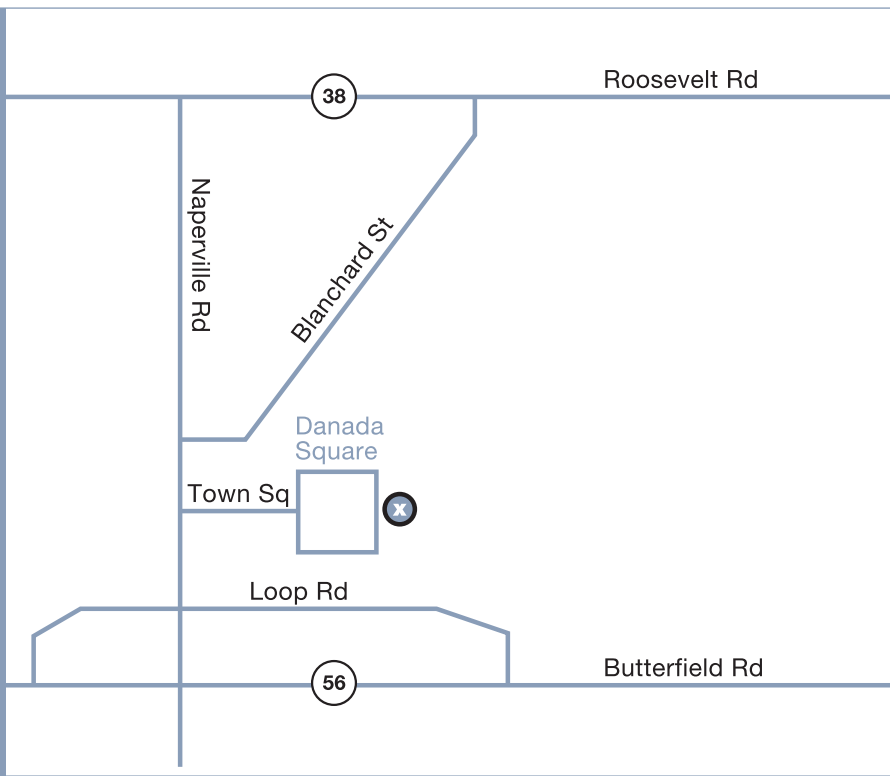 Roosevelt Rd
38
Naperville Rd
Blanchard St
Danada
Square
Town Sq
x
Loop Rd
Butterfield Rd
56